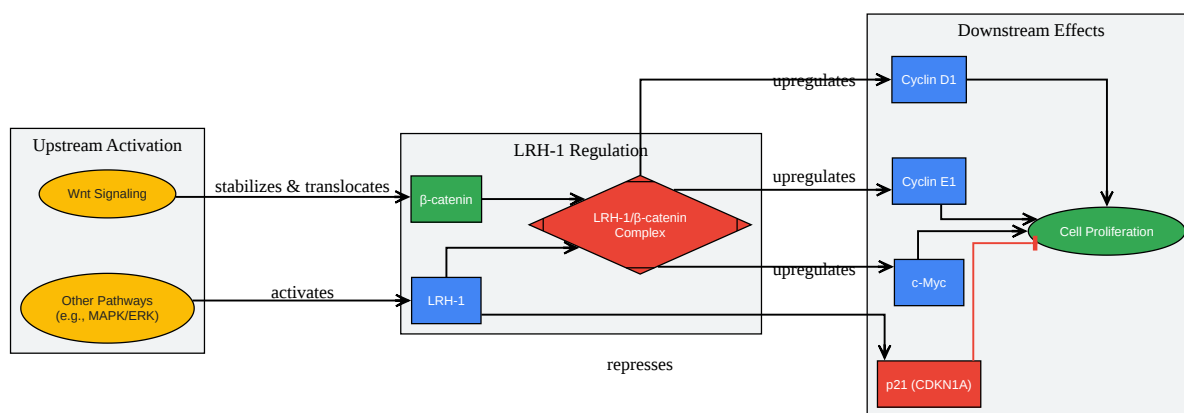 Upstream Activation
Wnt Signaling
Other Pathways
(e.g., MAPK/ERK)
stabilizes & translocates
activates
LRH-1 Regulation
β-catenin
LRH-1
LRH-1/β-catenin
Complex
upregulates
upregulates
upregulates
represses
Downstream Effects
Cyclin D1
Cyclin E1
c-Myc
p21 (CDKN1A)
Cell Proliferation